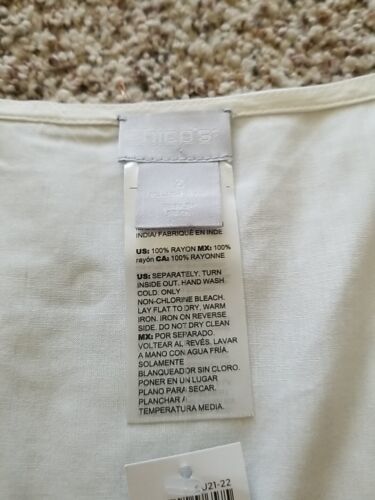 chico's
2
INDIA/ FABRIQUÉ EN INDE
US: 100% RAYON MX: 100%
rayón CA: 100% RAYONNE
US: SEPARATELY, TURN
INSIDE OUT. HAND WASH
COLD. ONLY
NON-CHLORINE BLEACH.
LAY FLAT TO DRY, WARM
IRON. IRON ON REVERSE
SIDE. DO NOT DRY CLEAN
MX: POR SEPARADO.
VOLTEAR AL REVÉS, LAVAR
A MANO CON AGUA FRÍA.
SOLAMENTE
BLANQUEADOR SIN CLORO.
PONER EN UN LUGAR
PLANO PARA SECAR.
PLANCHAR A
TEMPERATURA MEDIA.
021-22